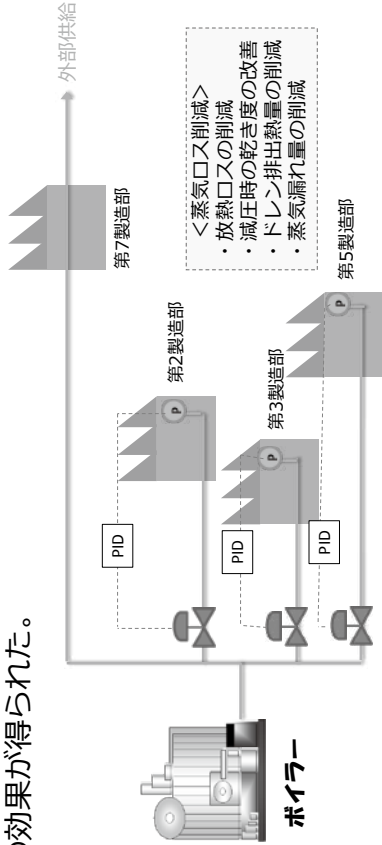 の効果が得られた。
外部供給
第7製造部
＜蒸気ロス削減＞
・放熱ロスの削減
・減圧時の乾き度の改善
・ドレン排出熱量の削減
・蒸気漏れ量の削減
第2製造部
P
PID
第3製造部
P
PID
第5製造部
P
PID
ボイラー